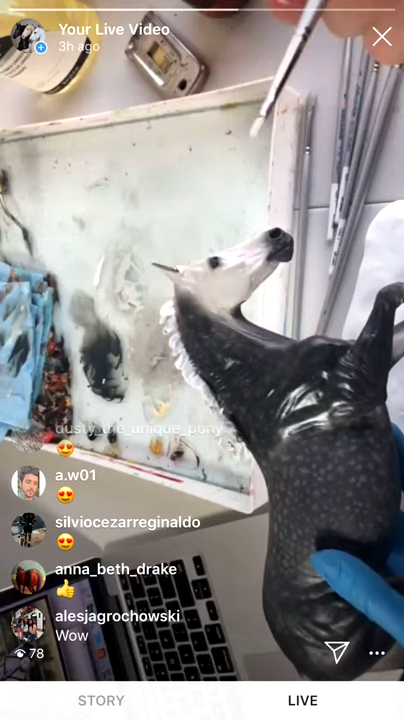 Your Live Video
3h ago
dusty_the_unique_pony
a.w01
silviocezarreginaldo
anna_beth_drake
alesjagrochowski
Wow
78
STORY
LIVE